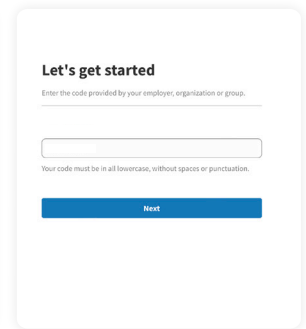 Let's get started
Enter the code provided by your employer, organization or group.
Your code must be in all lowercase, without spaces or punctuation.
Next